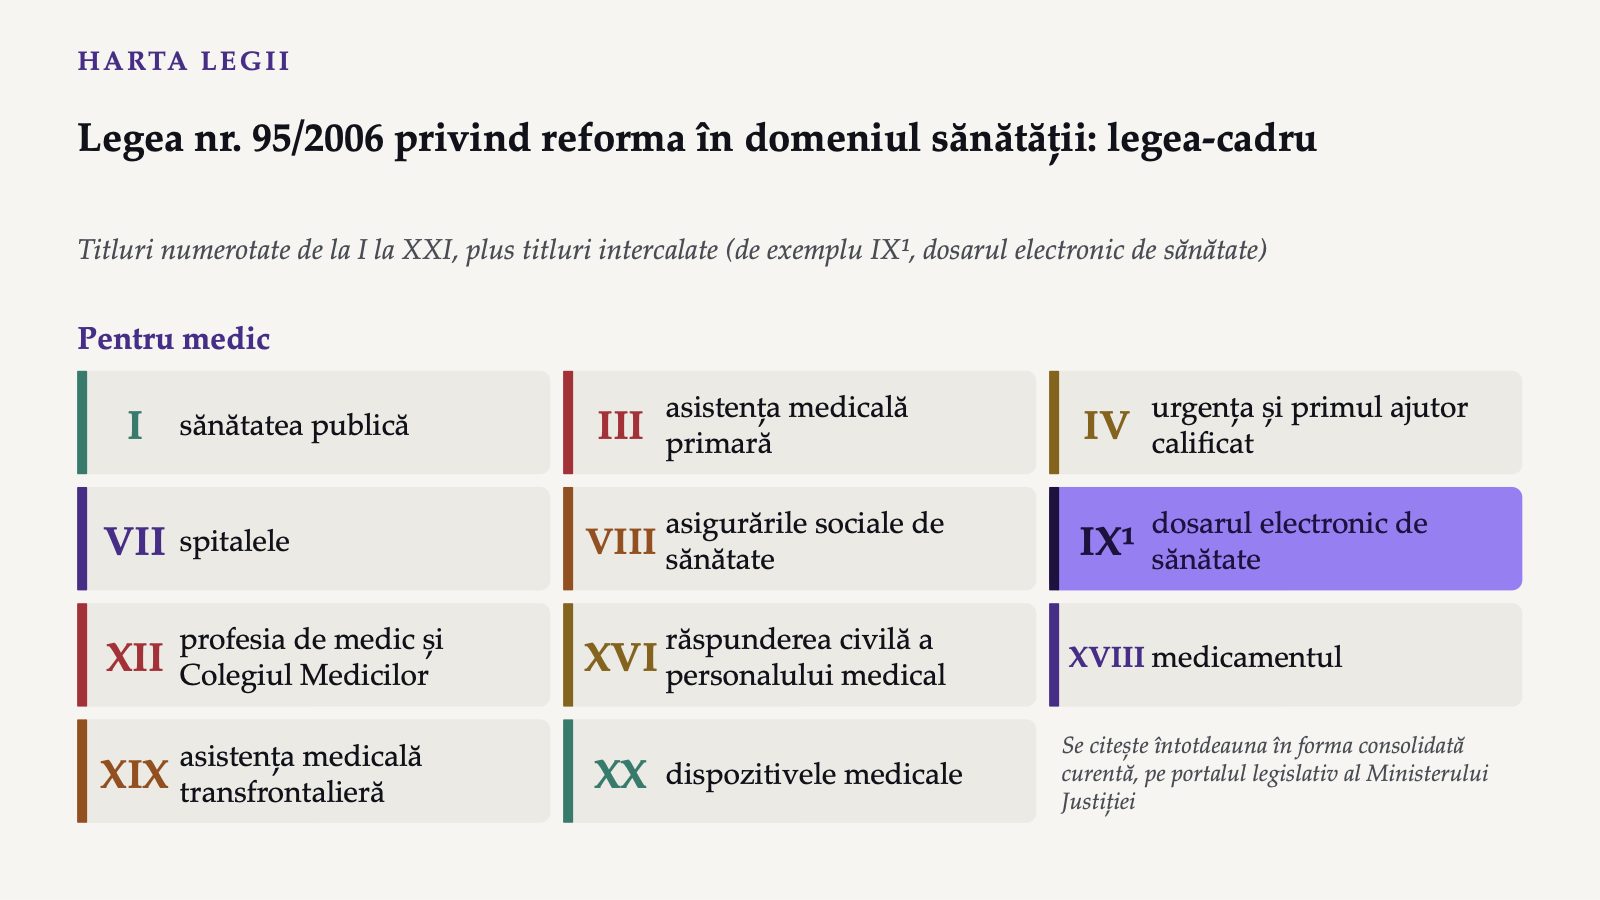 HARTA LEGII
Legea nr. 95/2006 privind reforma în domeniul sănătății: legea-cadru
Titluri numerotate de la I la XXI, plus titluri intercalate (de exemplu IX¹, dosarul electronic de sănătate)
Pentru medic
I
sănătatea publică
III
asistența medicală
primară
IV
urgența și primul ajutor
calificat
VII
spitalele
VIII
asigurările sociale de
sănătate
IX¹
dosarul electronic de
sănătate
XII
profesia de medic și
Colegiul Medicilor
XVI
răspunderea civilă a
personalului medical
XVIII
medicamentul
XIX
asistența medicală
transfrontalieră
XX
dispozitivele medicale
Se citește întotdeauna în forma consolidată
curentă, pe portalul legislativ al Ministerului
Justiției